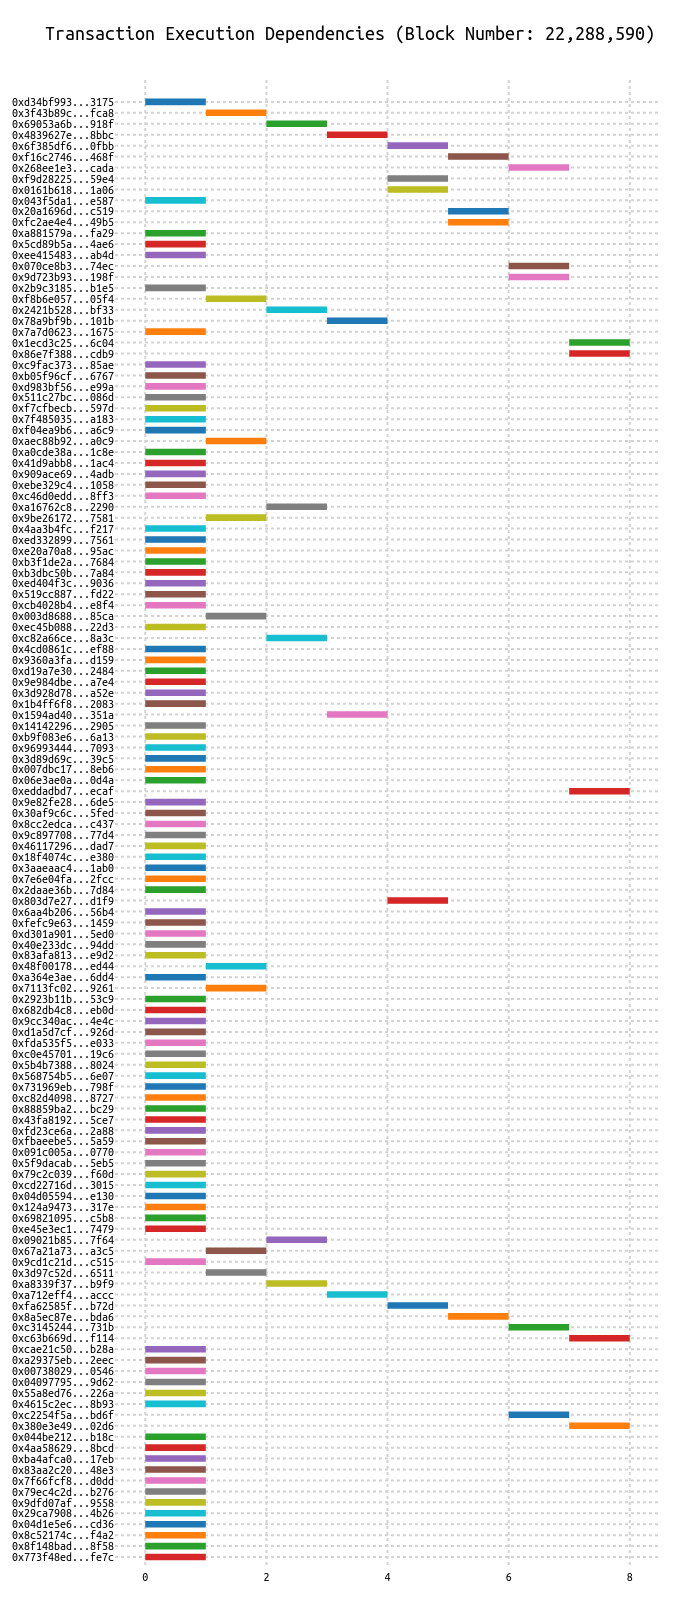 Transaction Execution Dependencies (Block Number: 22,288,590)
0xd34bf993...3175
0x3f43b89c...fca8
0x69053a6b...918f
0x4839627e...8bbc
0x6f385df6...0fbb
0xf16c2746...468f
0x268ee1e3...cada
0xf9d28225...59e4
0x0161b618...1a06
0x043f5da1...e587
0x20a1696d...c519
0xfc2ae4e4...49b5
0xa881579a...fa29
0x5cd89b5a...4ae6
0xee415483...ab4d
0x070ce8b3...74ec
0x9d723b93...198f
0x2b9c3185...b1e5
0xf8b6e057...05f4
0x2421b528...bf33
0x78a9bf9b...101b
0x7a7d0623...1675
0x1ecd3c25...6c04
0x86e7f388...cdb9
0xc9fac373...85ae
0xb05f96cf...6767
0xd983bf56...e99a
0x511c27bc...086d
0xf7cfbecb...597d
0x7f485035...a183
0xf04ea9b6...a6c9
0xaec88b92...a0c9
0xa0cde38a...1c8e
0x41d9abb8...1ac4
0x909ace69...4adb
0xebe329c4...1058
0xc46d0edd...8ff3
0xa16762c8...2290
0x9be26172...7581
0x4aa3b4fc...f217
0xed332899...7561
0xe20a70a8...95ac
0xb3f1de2a...7684
0xb3dbc50b...7a84
0xed404f3c...9036
0x519cc887...fd22
0xcb4028b4...e8f4
0x003d8688...85ca
0xec45b088...22d3
0xc82a66ce...8a3c
0x4cd0861c...ef88
0x9360a3fa...d159
0xd19a7e30...2484
0x9e984dbe...a7e4
0x3d928d78...a52e
0x1b4ff6f8...2083
0x1594ad40...351a
0x14142296...2905
0xb9f083e6...6a13
0x96993444...7093
0x3d89d69c...39c5
0x007dbc17...8eb6
0x06e3ae0a...0d4a
0xeddadbd7...ecaf
0x9e82fe28...6de5
0x30af9c6c...5fed
0x8cc2edca...c437
0x9c897708...77d4
0x46117296...dad7
0x18f4074c...e380
0x3aaeaac4...1ab0
0x7e6e04fa...2fcc
0x2daae36b...7d84
0x803d7e27...d1f9
0x6aa4b206...56b4
0xfefc9e63...1459
0xd301a901...5ed0
0x40e233dc...94dd
0x83afa813...e9d2
0x48f00178...ed44
0xa364e3ae...6dd4
0x7113fc02...9261
0x2923b11b...53c9
0x682db4c8...eb0d
0x9cc340ac...4e4c
0xd1a5d7cf...926d
0xfda535f5...e033
0xc0e45701...19c6
0x5b4b7388...8024
0x568754b5...6e07
0x731969eb...798f
0xc82d4098...8727
0x88859ba2...bc29
0x43fa8192...5ce7
0xfd23ce6a...2a88
0xfbaeebe5...5a59
0x091c005a...0770
0x5f9dacab...5eb5
0x79c2c039...f60d
0xcd22716d...3015
0x04d05594...e130
0x124a9473...317e
0x69821095...c5b8
0xe45e3ec1...7479
0x09021b85...7f64
0x67a21a73...a3c5
0x9cd1c21d...c515
0x3d97c52d...6511
0xa8339f37...b9f9
0xa712eff4...accc
0xfa62585f...b72d
0x8a5ec87e...bda6
0xc3145244...731b
0xc63b669d...f114
0xcae21c50...b28a
0xa29375eb...2eec
0x00738029...0546
0x04097795...9d62
0x55a8ed76...226a
0x4615c2ec...8b93
0xc2254f5a...bd6f
0x380e3e49...02d6
0x044be212...b18c
0x4aa58629...8bcd
0xba4afca0...17eb
0x83aa2c20...48e3
0x7f66fcf8...d0dd
0x79ec4c2d...b276
0x9dfd07af...9558
0x29ca7908...4b26
0x04d1e5e6...cd36
0x8c52174c...f4a2
0x8f148bad...8f58
0x773f48ed...fe7c
0 2 4 6 8